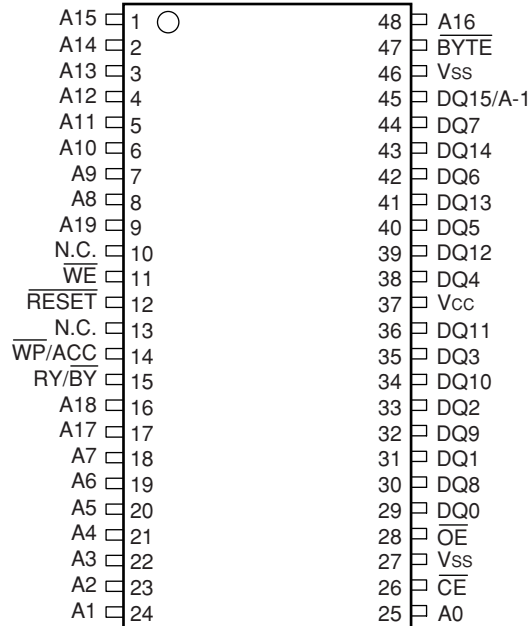 A15 1 48 A16
A14 2 47 BYTE
A13 3 46 Vss
A12 4 45 DQ15/A-1
A11 5 44 DQ7
A10 6 43 DQ14
A9 7 42 DQ6
A8 8 41 DQ13
A19 9 40 DQ5
N.C. 10 39 DQ12
WE 11 38 DQ4
RESET 12 37 Vcc
N.C. 13 36 DQ11
WP/ACC 14 35 DQ3
RY/BY 15 34 DQ10
A18 16 33 DQ2
A17 17 32 DQ9
A7 18 31 DQ1
A6 19 30 DQ8
A5 20 29 DQ0
A4 21 28 OE
A3 22 27 Vss
A2 23 26 CE
A1 24 25 A0